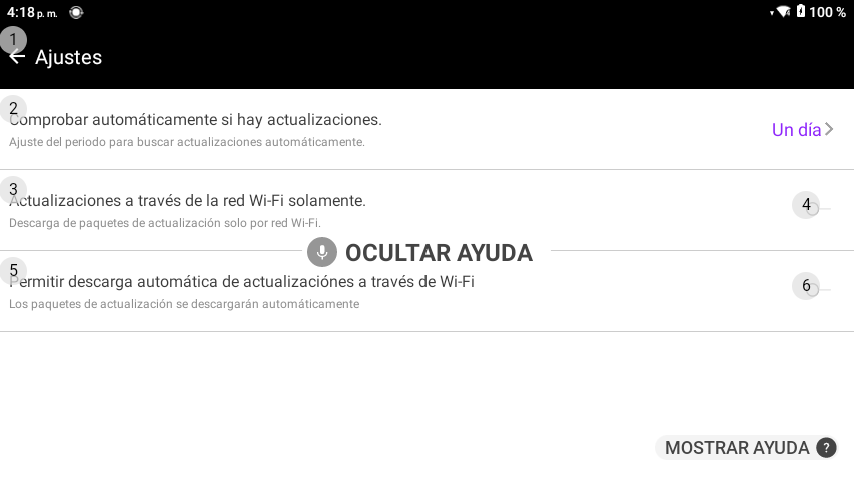 4:18 p. m.
100 %
1
Ajustes
2
Comprobar automáticamente si hay actualizaciones.
Ajuste del periodo para buscar actualizaciones automáticamente.
Un día
3
Actualizaciones a través de la red Wi-Fi solamente.
Descarga de paquetes de actualización solo por red Wi-Fi.
4
OCULTAR AYUDA
5
Permitir descarga automática de actualizaciónes a través de Wi-Fi
Los paquetes de actualización se descargarán automáticamente
6
MOSTRAR AYUDA ?